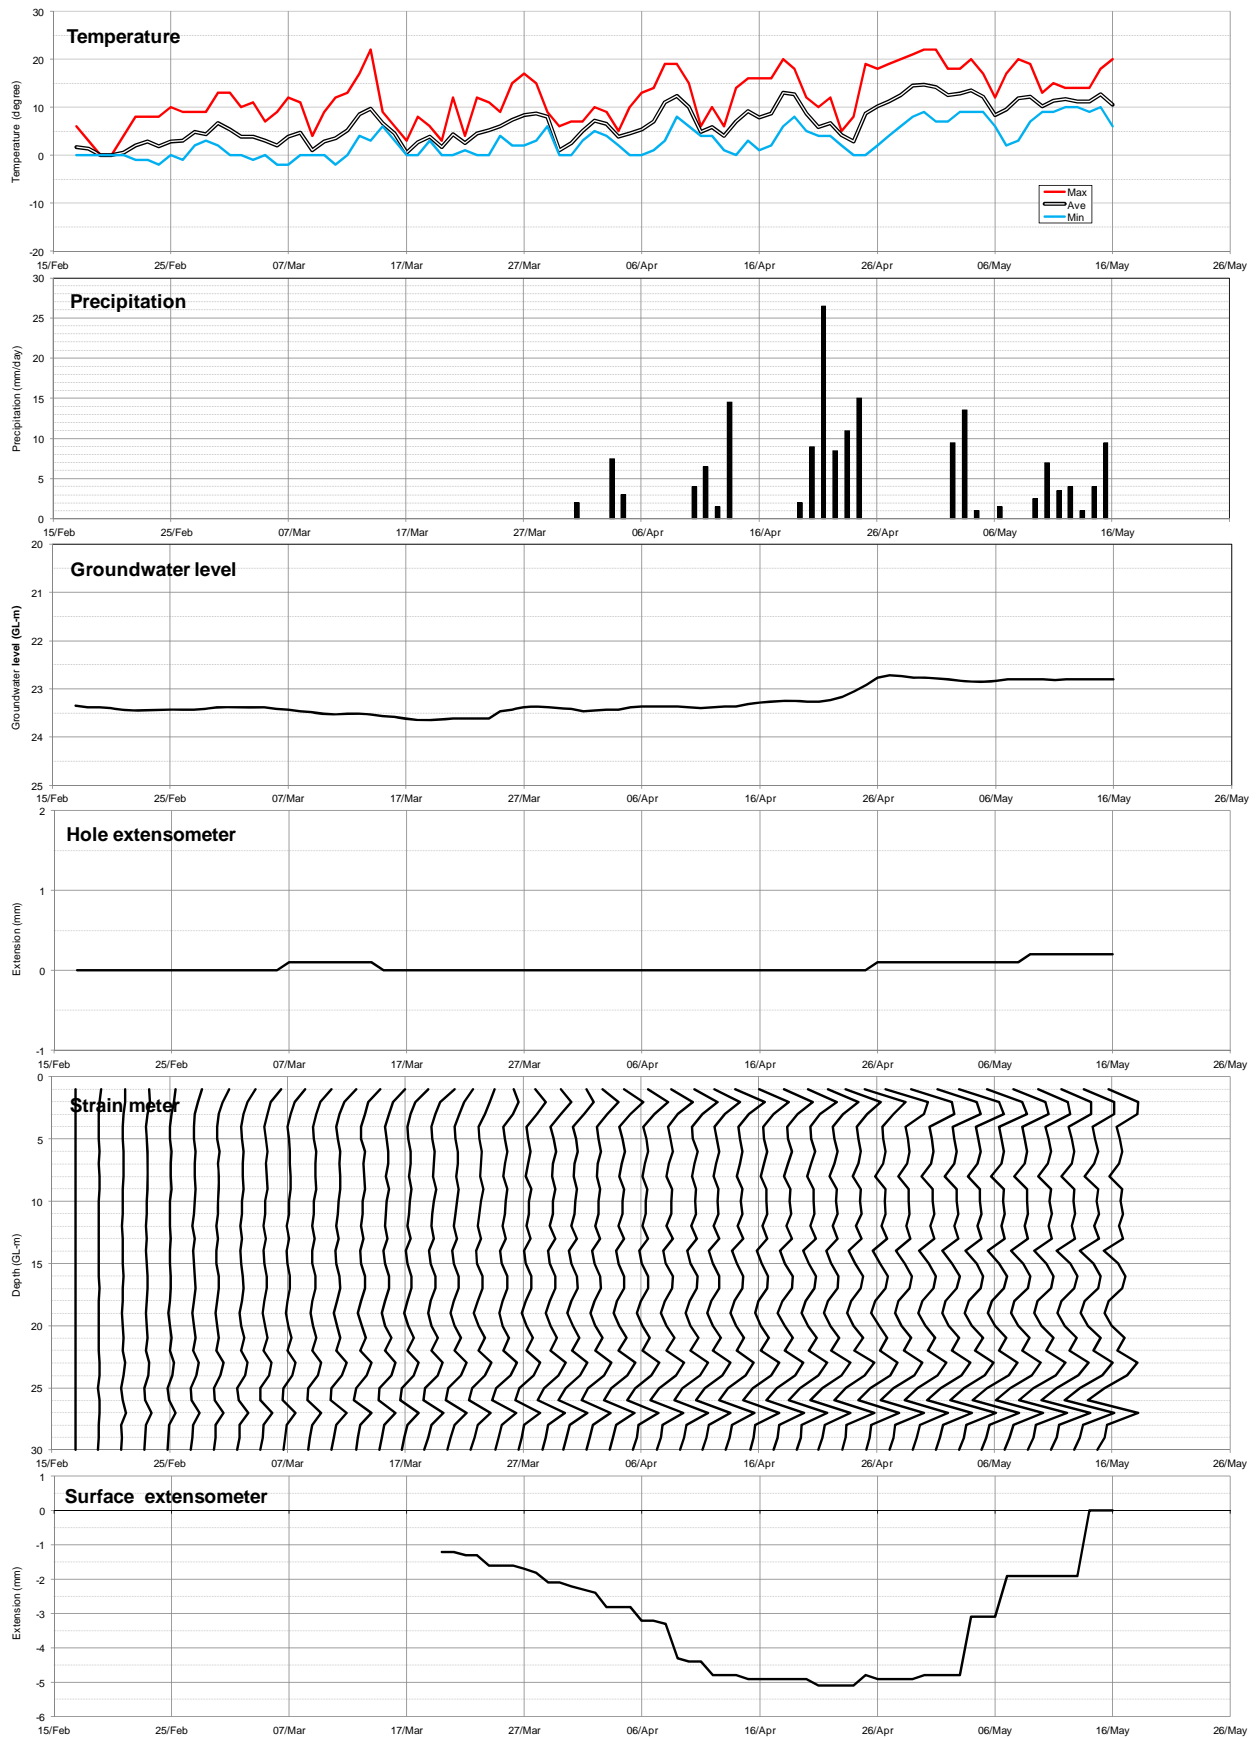 Temperature
Temperature (degree)
30
20
10
0
-10
-20
Max
Ave
Min
15/Feb 25/Feb 07/Mar 17/Mar 27/Mar 06/Apr 16/Apr 26/Apr 06/May 16/May 26/May
Precipitation
Precipitation (mm/day)
30
25
20
15
10
5
0
15/Feb 25/Feb 07/Mar 17/Mar 27/Mar 06/Apr 16/Apr 26/Apr 06/May 16/May 26/May
Groundwater level
Groundwater level (GL-m)
20
21
22
23
24
25
15/Feb 25/Feb 07/Mar 17/Mar 27/Mar 06/Apr 16/Apr 26/Apr 06/May 16/May 26/May
Hole extensometer
Extension (mm)
2
1
0
-1
15/Feb 25/Feb 07/Mar 17/Mar 27/Mar 06/Apr 16/Apr 26/Apr 06/May 16/May 26/May
Strain meter
Depth (GL-m)
0
5
10
15
20
25
30
15/Feb 25/Feb 07/Mar 17/Mar 27/Mar 06/Apr 16/Apr 26/Apr 06/May 16/May 26/May
Surface extensometer
Extension (mm)
1
0
-1
-2
-3
-4
-5
-6
15/Feb 25/Feb 07/Mar 17/Mar 27/Mar 06/Apr 16/Apr 26/Apr 06/May 16/May 26/May